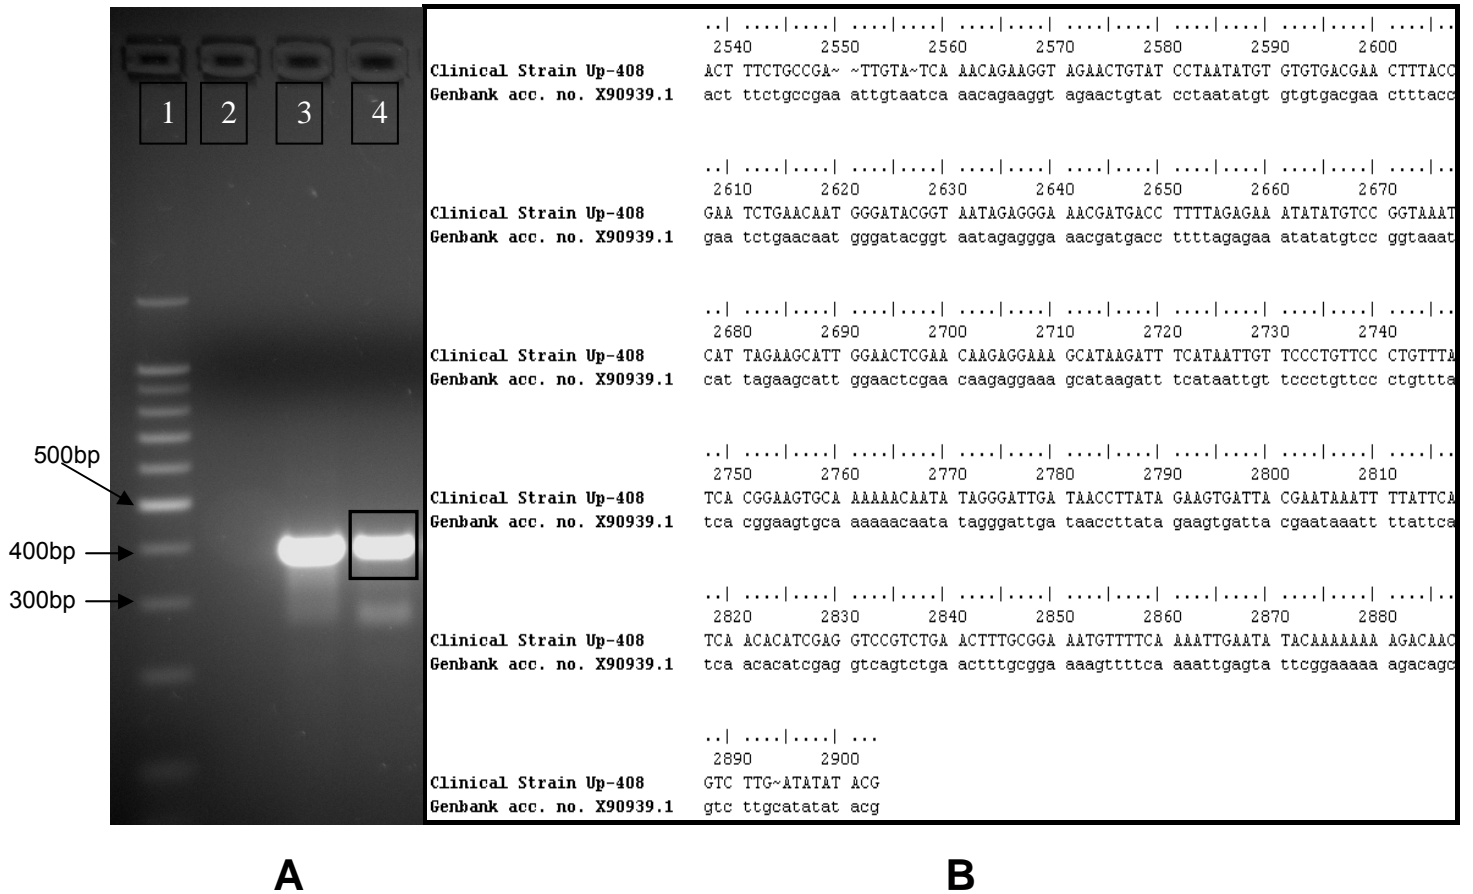 1 2 3 4
500bp
400bp
300bp
..| ....|....| ....|....| ....|....| ....|....| ....|....| ....|....| ....|..
2540 2550 2560 2570 2580 2590 2600
Clinical Strain Up-408 ACT TTCTGCCGA~ ~TTGTA~TCA AACAGAAGGT AGAACTGTAT CCTAATATGT GTGTGACGAA CTTTACC
Genbank acc. no. X90939.1 act ttctgccgaa attgtaatca aacagaaggt agaactgtat cctaatatgt gtgtgacgaa ctttacc
..| ....|....| ....|....| ....|....| ....|....| ....|....| ....|....| ....|..
2610 2620 2630 2640 2650 2660 2670
Clinical Strain Up-408 GAA TCTGAACAAT GGGATACGGT AATAGAGGGA AACGATGACC TTTTAGAGAA ATATATGTCC GGTAAAT
Genbank acc. no. X90939.1 gaa tctgaacaat gggatacggt aatagaggga aacgatgacc ttttagagaa atatatgtcc ggtaaat
..| ....|....| ....|....| ....|....| ....|....| ....|....| ....|....| ....|..
2680 2690 2700 2710 2720 2730 2740
Clinical Strain Up-408 CAT TAGAAGCATT GGAACTCGAA CAAGAGGAAA GCATAAGATT TCATAATTGT TCCCTGTTCC CTGTTTA
Genbank acc. no. X90939.1 cat tagaagcatt ggaactcgaa caagaggaaa gcataagatt tcataattgt tccctgttcc ctgttta
..| ....|....| ....|....| ....|....| ....|....| ....|....| ....|....| ....|..
2750 2760 2770 2780 2790 2800 2810
Clinical Strain Up-408 TCA CGGAAGTGCA AAAAACAATA TAGGGATTGA TAACCTTATA GAAGTGATTA CGAATAAATT TTATTCA
Genbank acc. no. X90939.1 tca cggaagtgca aaaaacaata tagggattga taaccttata gaagtgatta cgaataaatt ttattca
..| ....|....| ....|....| ....|....| ....|....| ....|....| ....|....| ....|..
2820 2830 2840 2850 2860 2870 2880
Clinical Strain Up-408 TCA ACACATCGAG GTCCGTCTGA ACTTTGCGGA AATGTTTTCA AAATTGAATA TACAAAAAAA AGACAAC
Genbank acc. no. X90939.1 tca acacatcgag gtcagtctga actttgcgga aaagttttca aaattgagta ttcggaaaaa agacagc
..| ....|....| ...
2890 2900
Clinical Strain Up-408 GTC TTG~ATATAT ACG
Genbank acc. no. X90939.1 gtc ttgcatatat acg
A B